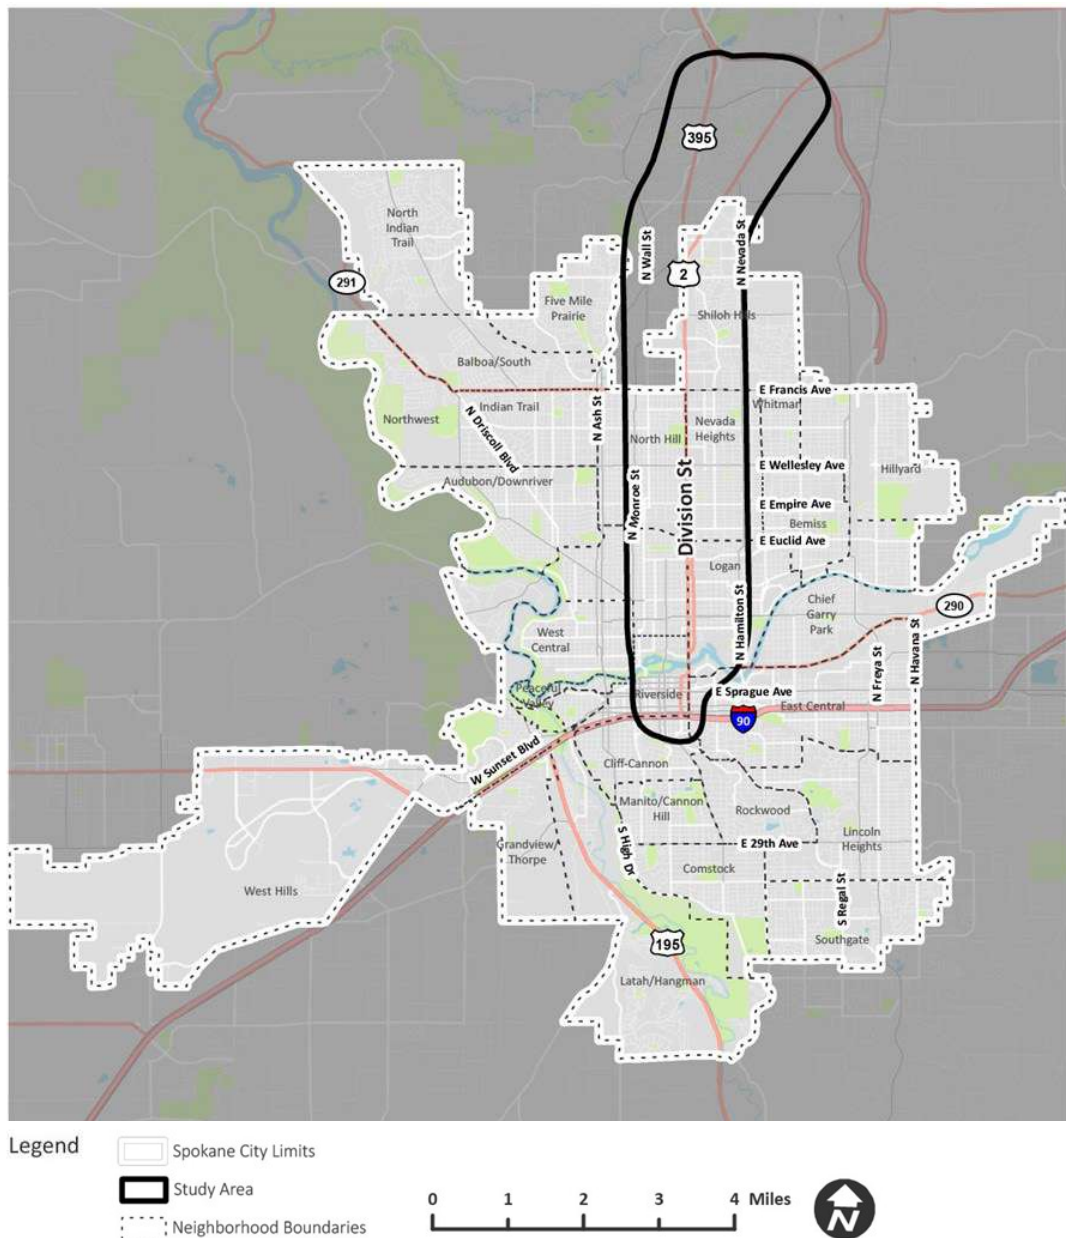 395
North
Indian
Trail
N Wall St
N Nevada St
291
2
Five Mile
Prairie
Shiloh Hills
Balboa/South
Indian Trail
E Francis Ave
Whitman
Northwest
N Driscoll Blvd
N Ash St
North Hill
Nevada
Heights
Division St
E Wellesley Ave
Hillyard
Audubon/Downriver
N Monroe St
E Empire Ave
Bemiss
E Euclid Ave
Logan
N Hamilton St
Chief
Garry
Park
290
West
Central
N Freya St
N Havana St
Peaceful
Valley
Riverside
E Sprague Ave
East Central
90
W Sunset Blvd
Cliff-Cannon
Manito/Cannon
Hill
Rockwood
Grandview/
Thorpe
S High Dr
E 29th Ave
Lincoln
Heights
Comstock
West Hills
S Regal St
195
Southgate
Latah/Hangman
Legend
Spokane City Limits
Study Area
Neighborhood Boundaries
0 1 2 3 4 Miles
N